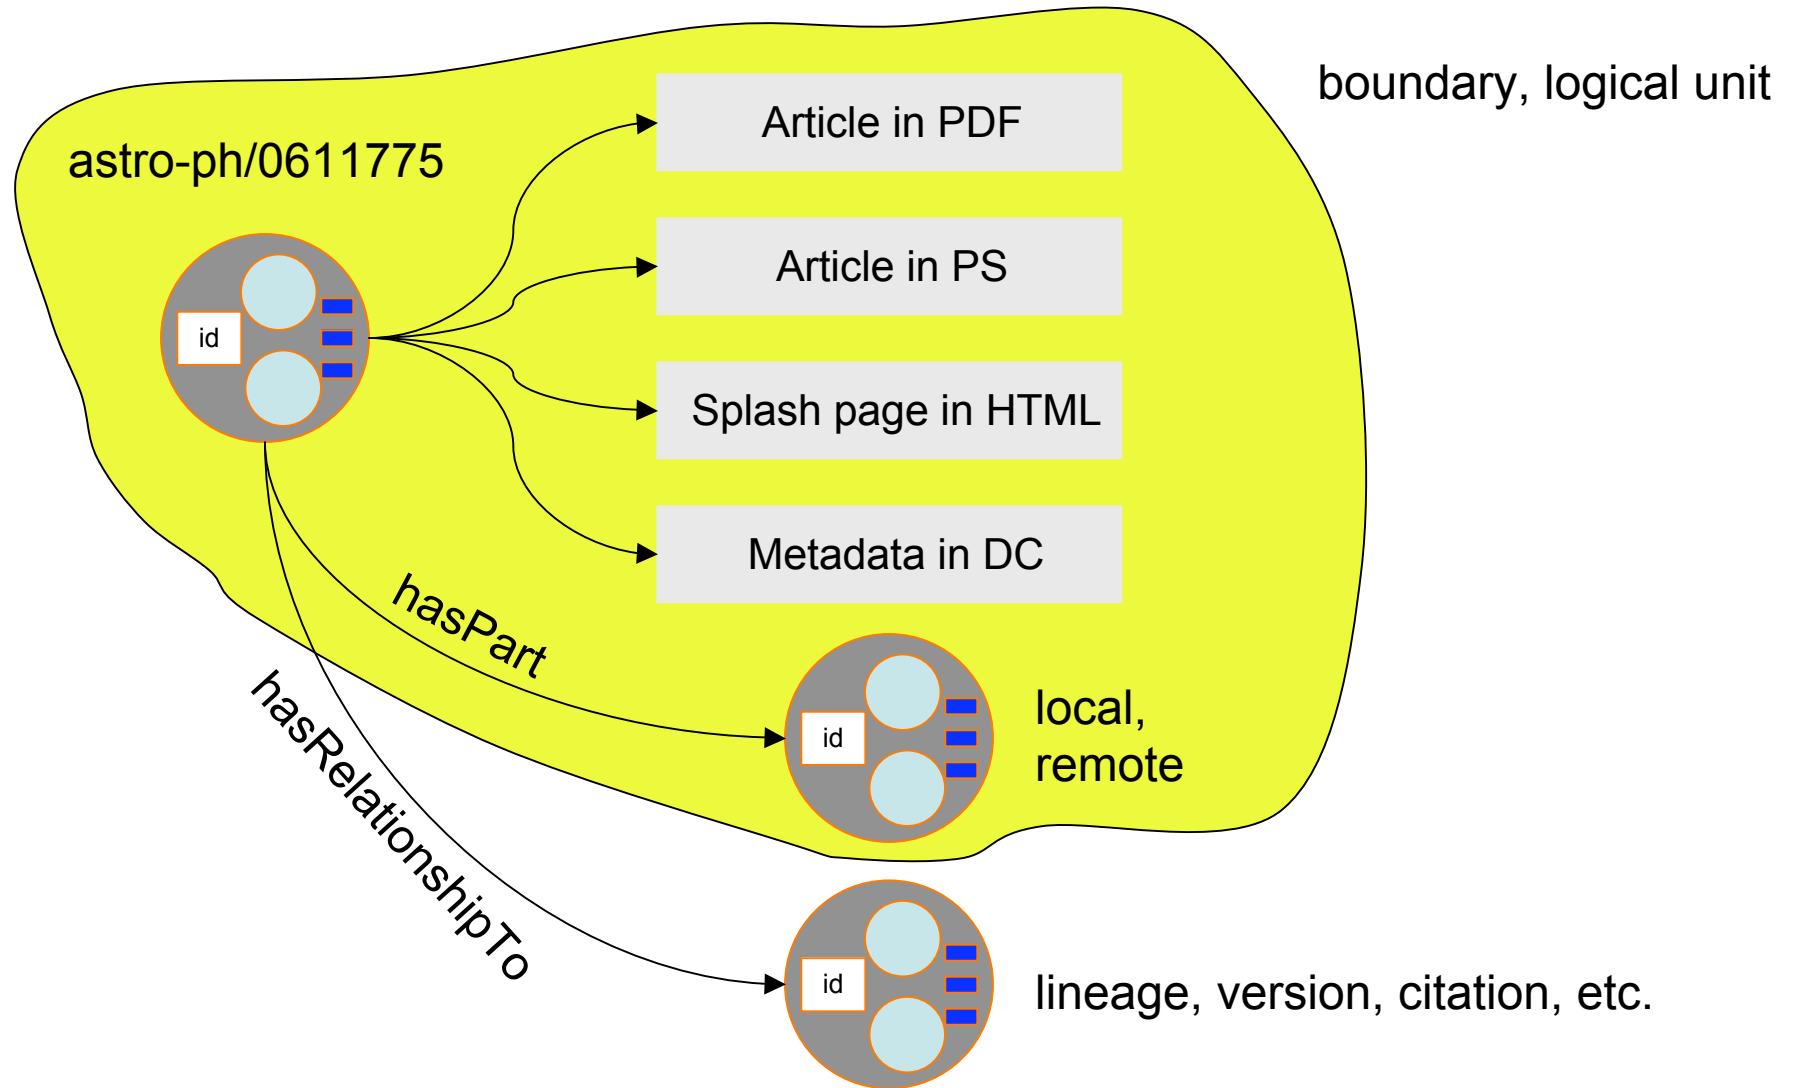 boundary, logical unit
astro-ph/0611775
Article in PDF
Article in PS
id
Splash page in HTML
Metadata in DC
hasPart
hasRelationshipTo
id
local,
remote
id
lineage, version, citation, etc.